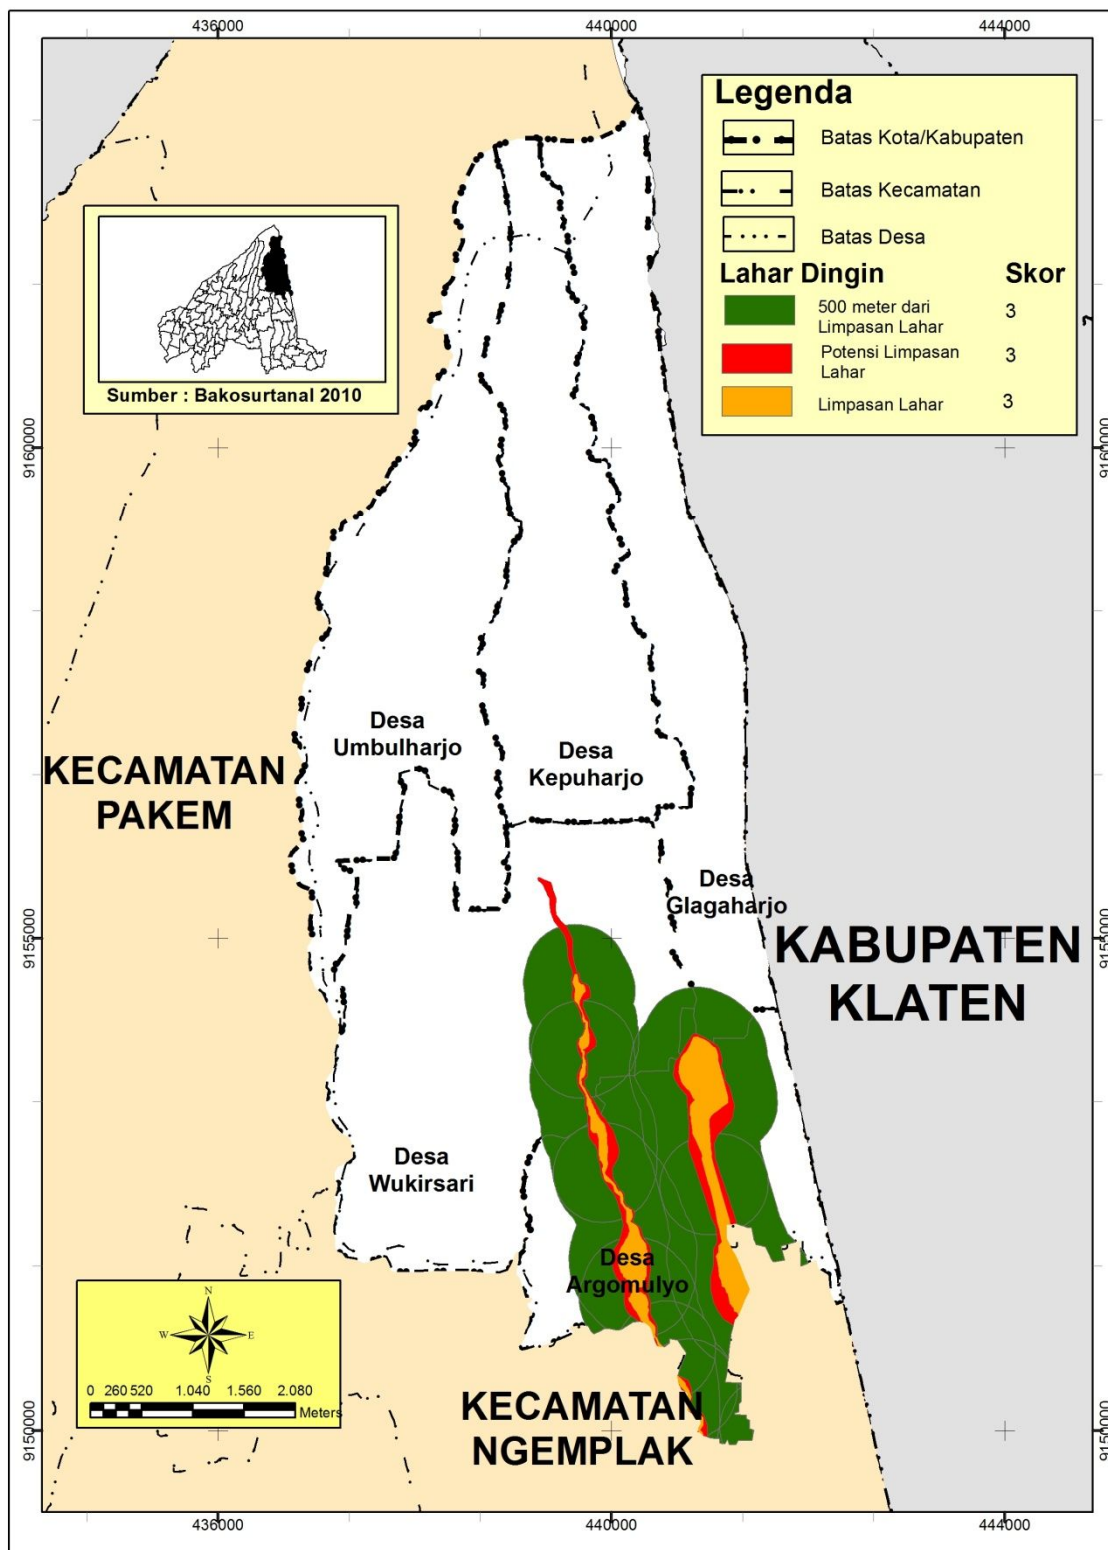 436000
440000
444000
Legenda
Batas Kota/Kabupaten
Batas Kecamatan
Batas Desa
Lahar Dingin Skor
500 meter dari
Limpasan Lahar
3
Potensi Limpasan
Lahar
3
Limpasan Lahar
3
Sumber : Bakosurtanal 2010
9160000
9160000
Desa
Umbulharjo
Desa
Kepuharjo
KECAMATAN
PAKEM
Desa
Glagaharjo
9155000
9155000
KABUPATEN
KLATEN
Desa
Wukirsari
Desa
Argomulyo
N
W
E
S
0 260 520 1.040 1.560 2.080
Meters
KECAMATAN
NGEMPLAK
9150000
9150000
436000
440000
444000